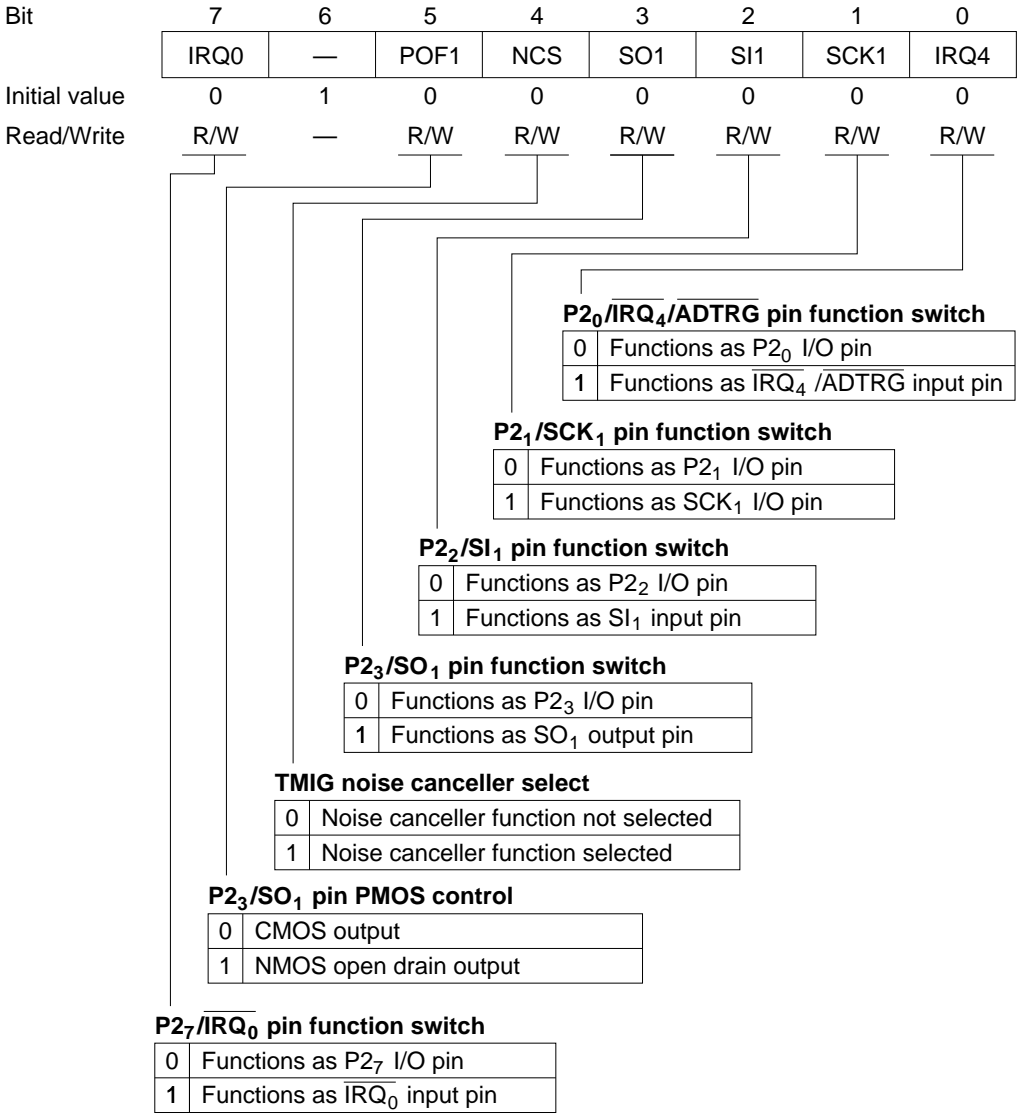 Bit 7 6 5 4 3 2 1 0
IRQ0 — POF1 NCS SO1 SI1 SCK1 IRQ4
Initial value 0 1 0 0 0 0 0 0
Read/Write R/W — R/W R/W R/W R/W R/W R/W
P2₀/I̅R̅Q̅₄/A̅D̅T̅R̅G̅ pin function switch
0 Functions as P2₀ I/O pin
1 Functions as I̅R̅Q̅₄ /A̅D̅T̅R̅G̅ input pin
P2₁/SCK₁ pin function switch
0 Functions as P2₁ I/O pin
1 Functions as SCK₁ I/O pin
P2₂/SI₁ pin function switch
0 Functions as P2₂ I/O pin
1 Functions as SI₁ input pin
P2₃/SO₁ pin function switch
0 Functions as P2₃ I/O pin
1 Functions as SO₁ output pin
TMIG noise canceller select
0 Noise canceller function not selected
1 Noise canceller function selected
P2₃/SO₁ pin PMOS control
0 CMOS output
1 NMOS open drain output
P2₇/I̅R̅Q̅₀ pin function switch
0 Functions as P2₇ I/O pin
1 Functions as I̅R̅Q̅₀ input pin